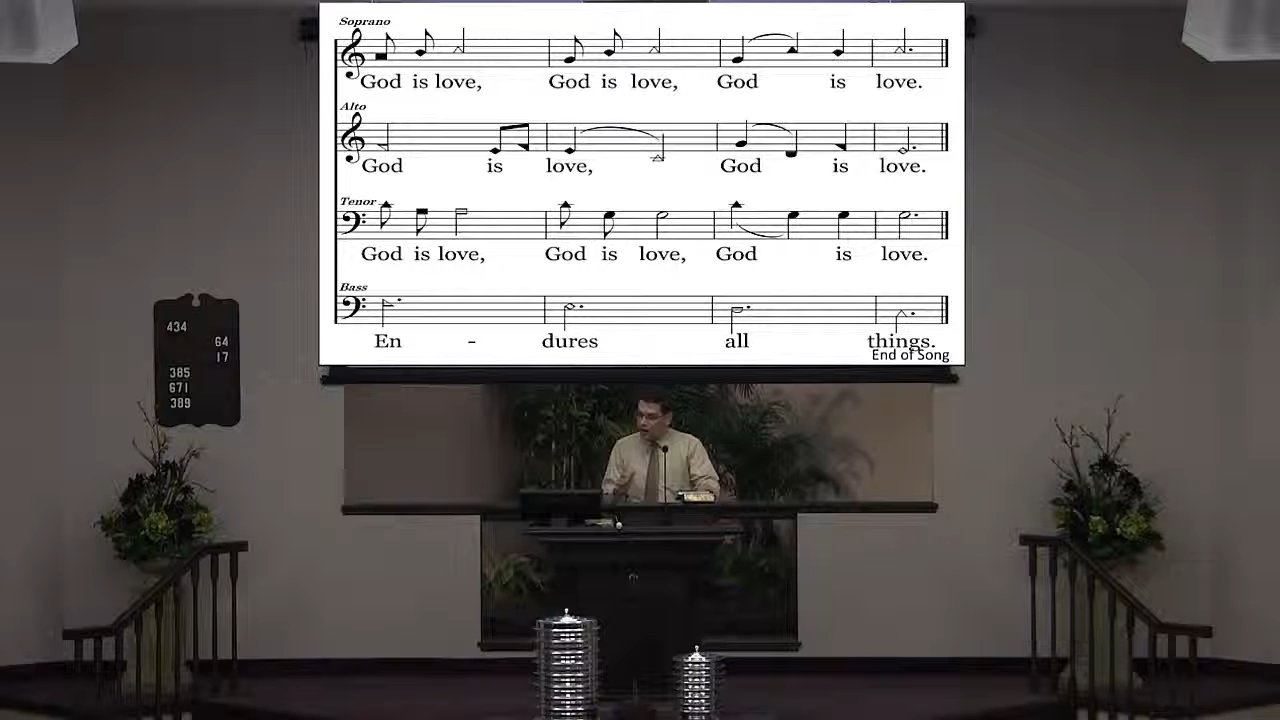 Soprano
God is love, God is love, God is love.
Alto
God is love, God is love.
Tenor
God is love, God is love, God is love.
Bass
En - dures all things.
End of Song
434
64
17
385
671
389